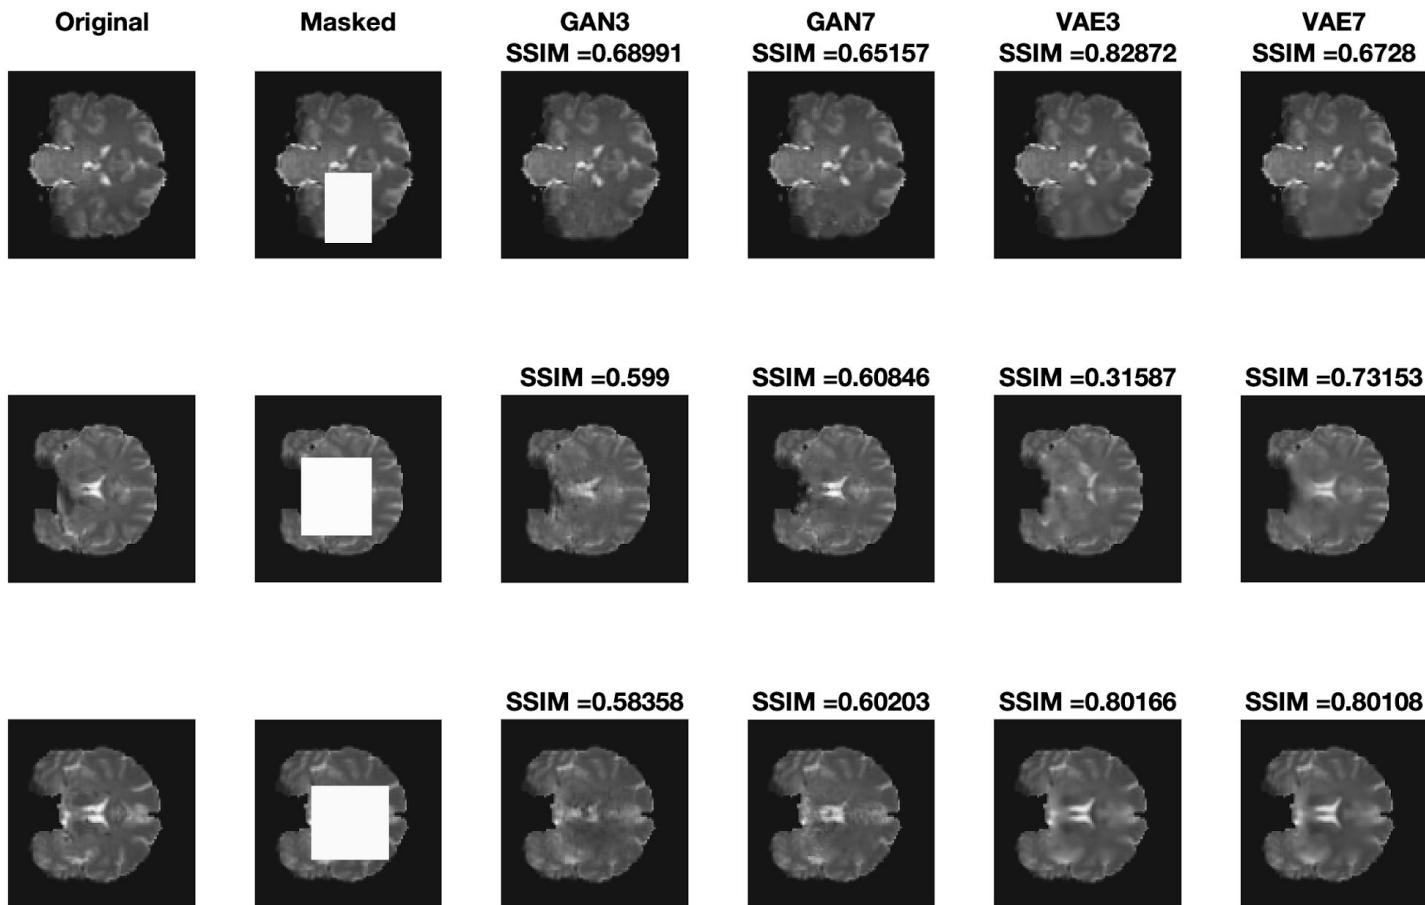 Original Masked GAN3 GAN7 VAE3 VAE7
SSIM =0.68991 SSIM =0.65157 SSIM =0.82872 SSIM =0.6728
SSIM =0.599 SSIM =0.60846 SSIM =0.31587 SSIM =0.73153
SSIM =0.58358 SSIM =0.60203 SSIM =0.80166 SSIM =0.80108